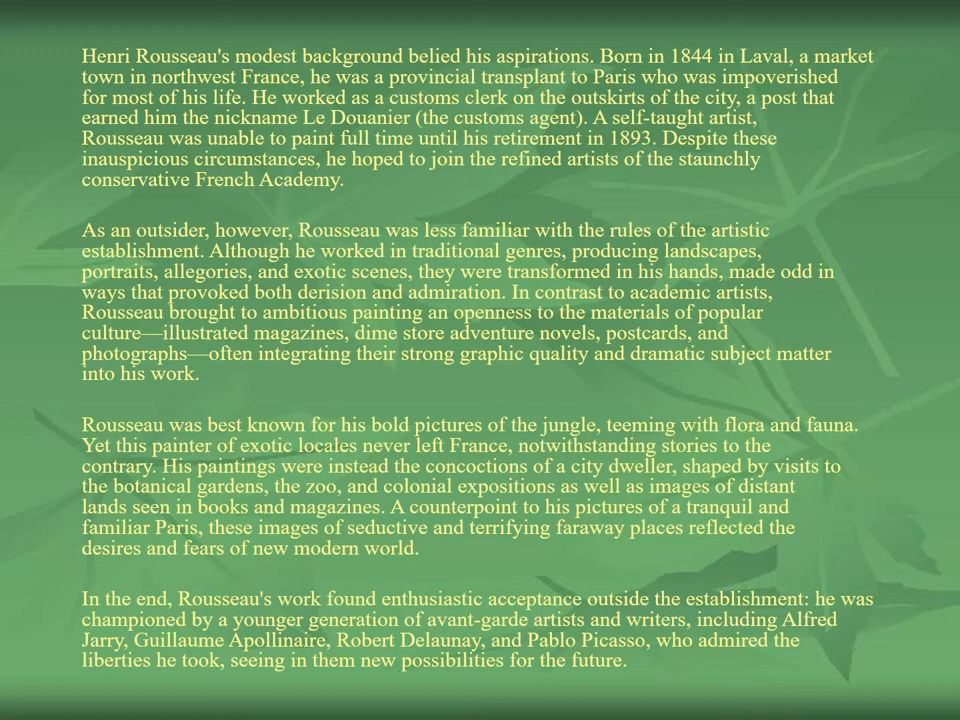 Henri Rousseau's modest background belied his aspirations. Born in 1844 in Laval, a market
town in northwest France, he was a provincial transplant to Paris who was impoverished
for most of his life. He worked as a customs clerk on the outskirts of the city, a post that
earned him the nickname Le Douanier (the customs agent). A self-taught artist,
Rousseau was unable to paint full time until his retirement in 1893. Despite these
inauspicious circumstances, he hoped to join the refined artists of the staunchly
conservative French Academy.
As an outsider, however, Rousseau was less familiar with the rules of the artistic
establishment. Although he worked in traditional genres, producing landscapes,
portraits, allegories, and exotic scenes, they were transformed in his hands, made odd in
ways that provoked both derision and admiration. In contrast to academic artists,
Rousseau brought to ambitious painting an openness to the materials of popular
culture—illustrated magazines, dime store adventure novels, postcards, and
photographs—often integrating their strong graphic quality and dramatic subject matter
into his work.
Rousseau was best known for his bold pictures of the jungle, teeming with flora and fauna.
Yet this painter of exotic locales never left France, notwithstanding stories to the
contrary. His paintings were instead the concoctions of a city dweller, shaped by visits to
the botanical gardens, the zoo, and colonial expositions as well as images of distant
lands seen in books and magazines. A counterpoint to his pictures of a tranquil and
familiar Paris, these images of seductive and terrifying faraway places reflected the
desires and fears of new modern world.
In the end, Rousseau's work found enthusiastic acceptance outside the establishment: he was
championed by a younger generation of avant-garde artists and writers, including Alfred
Jarry, Guillaume Apollinaire, Robert Delaunay, and Pablo Picasso, who admired the
liberties he took, seeing in them new possibilities for the future.